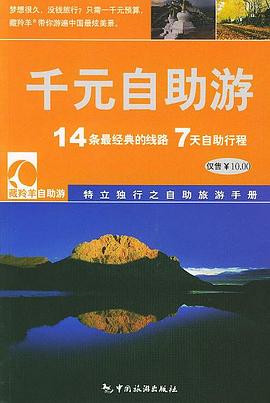 梦想很久，没钱旅行？只需一千元预算，
藏羚羊®带你游遍中国最炫美景。
千元自助游
14条最经典的线路 7天自助行程
仅售￥10.00
藏羚羊自助游
特立独行之自助旅游手册
中国旅游出版社